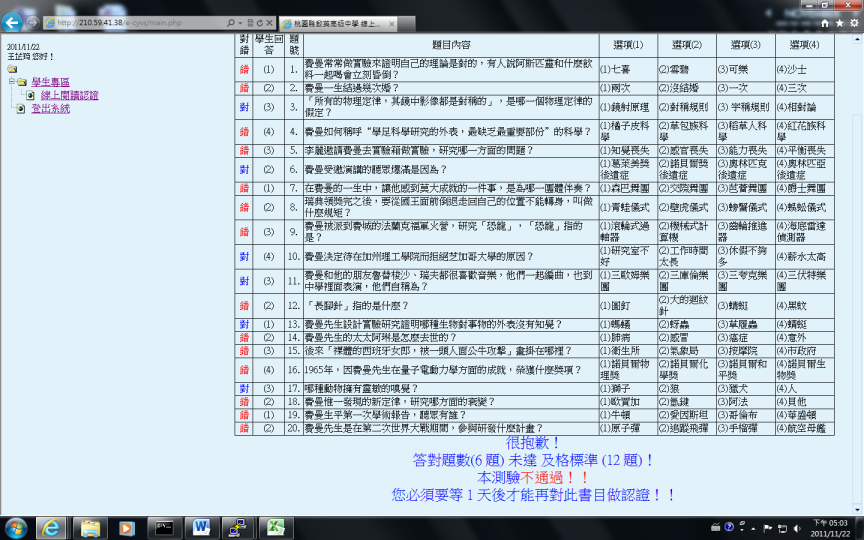 http://210.59.41.38/e-cyvs/main.php
桃園縣啟英高級中學 線上...
2011/11/22
王試筠 您好！
學生專區
線上閱讀認證
登出系統
對錯 學生回答 題號 題目內容 選項(1) 選項(2) 選項(3) 選項(4)
錯 (1) 1. 費曼常常做實驗來證明自己的理論是對的，有人說阿斯匹靈和什麼飲料一起喝會立刻昏倒？ (1)七喜 (2)雪碧 (3)可樂 (4)沙士
錯 (2) 2. 費曼一生結過幾次婚？ (1)兩次 (2)沒結婚 (3)一次 (4)三次
對 (3) 3. 「所有的物理定律，其鏡中影像都是對稱的」，是哪一個物理定律的假定？ (1)鏡射原理 (2)對稱規則 (3)宇稱規則 (4)相對論
錯 (4) 4. 費曼如何稱呼“學足科學研究的外表，最缺乏最重要部份”的科學？ (1)橘子皮科學 (2)草包族科學 (3)稻草人科學 (4)紅花族科學
錯 (3) 5. 李麗邀請費曼去實驗箱做實驗，研究哪一方面的問題？ (1)知覺喪失 (2)感官喪失 (3)能力喪失 (4)平衡喪失
對 (2) 6. 費曼受邀演講的聽眾爆滿是因為？ (1)葛萊美獎後遺症 (2)諾貝爾獎後遺症 (3)奧林匹克後遺症 (4)奧林匹亞後遺症
錯 (1) 7. 在費曼的一生中，讓他感到莫大成就的一件事，是為哪一團體伴奏？ (1)森巴舞團 (2)交際舞團 (3)芭蕾舞團 (4)爵士舞團
錯 (2) 8. 瑞典領獎完之後，要從國王面前倒退走回自己的位置不能轉身，叫做什麼規矩？ (1)青蛙儀式 (2)壁虎儀式 (3)螃蟹儀式 (4)蜈蚣儀式
錯 (3) 9. 費曼被派到費城的法蘭克福軍火營，研究「恐龍」，「恐龍」指的是？ (1)滾輪式過軸器 (2)機械式計算機 (3)齒輪推進器 (4)海底雷達偵測器
對 (4) 10. 費曼決定待在加州理工學院而拒絕芝加哥大學的原因？ (1)研究室不好 (2)工作時間太長 (3)休假不夠多 (4)薪水太高
對 (3) 11. 費曼和他的朋友魯普梭沙、瑞夫都很喜歡音樂，他們一起編曲，也到中學裡面表演，他們自稱為？ (1)三歐姆樂團 (2)三庫倫樂團 (3)三夸克樂團 (4)三伏特樂團
錯 (2) 12. 「長腳針」指的是什麼？ (1)圖釘 (2)大的迴紋針 (3)蜻蜓 (4)黑蚊
對 (1) 13. 費曼先生設計實驗研究證明哪種生物對事物的外表沒有知覺？ (1)螞蟻 (2)蚜蟲 (3)草履蟲 (4)蜻蜓
錯 (2) 14. 費曼先生的太太阿琳是怎麼去世的？ (1)肺病 (2)感冒 (3)癌症 (4)意外
錯 (3) 15. 後來「裸體的西班牙女郎，被一頭人面公牛攻擊」畫掛在哪裡？ (1)衛生所 (2)氣象局 (3)按摩院 (4)市政府
錯 (4) 16. 1965年，因費曼先生在量子電動力學方面的成就，榮獲什麼獎項？ (1)諾貝爾物理獎 (2)諾貝爾化學獎 (3)諾貝爾和平獎 (4)諾貝爾生物獎
對 (3) 17. 哪種動物擁有靈敏的嗅覺？ (1)獅子 (2)狼 (3)獵犬 (4)人
錯 (2) 18. 費曼惟一發現的新定律，研究哪方面的衰變？ (1)歐賀加 (2)氫鍵 (3)阿法 (4)貝他
錯 (1) 19. 費曼生平第一次學術報告，聽眾有誰？ (1)牛頓 (2)愛因斯坦 (3)哥倫布 (4)華盛頓
錯 (2) 20. 費曼先生是在第二次世界大戰期間，參與研發什麼計畫？ (1)原子彈 (2)追蹤飛彈 (3)手榴彈 (4)航空母艦
很抱歉！
答對題數(6 題) 未達 及格標準 (12 題)！
本測驗不通過！！
您必須要等 1 天後才能再對此書目做認證！！
下午 05:03
2011/11/22